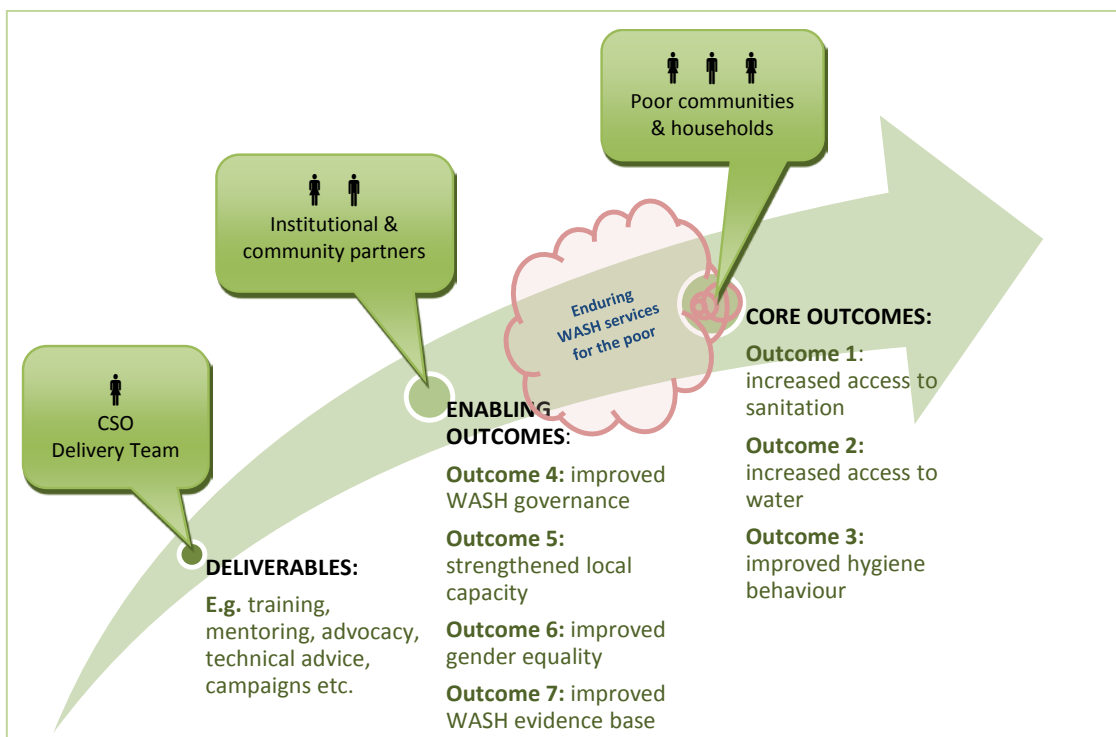 Poor communities
& households
Institutional &
community partners
Enduring
WASH services
for the poor
CSO
Delivery Team
DELIVERABLES:
E.g. training,
mentoring, advocacy,
technical advice,
campaigns etc.
ENABLING
OUTCOMES:
Outcome 4: improved
WASH governance
Outcome 5:
strengthened local
capacity
Outcome 6: improved
gender equality
Outcome 7: improved
WASH evidence base
CORE OUTCOMES:
Outcome 1:
increased access to
sanitation
Outcome 2:
increased access to
water
Outcome 3:
improved hygiene
behaviour